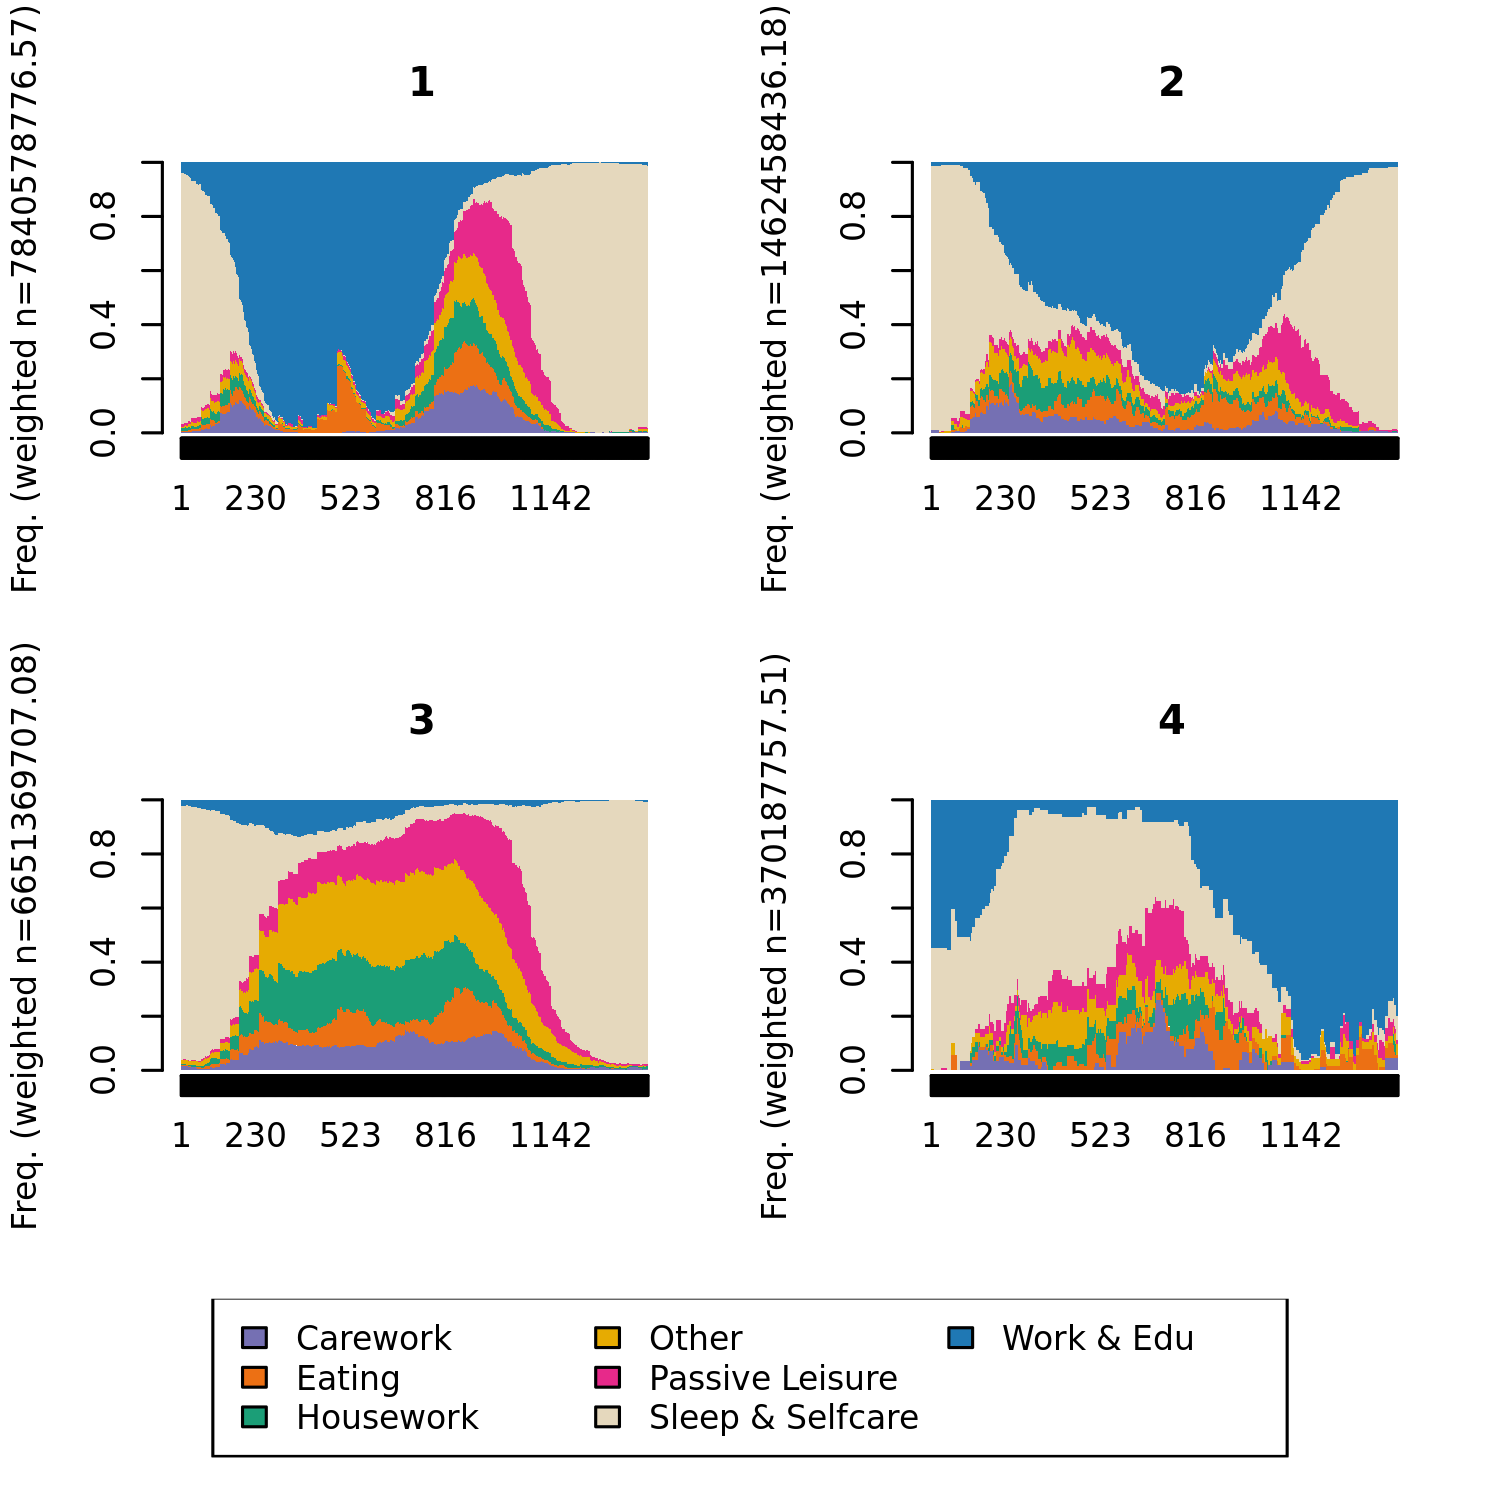 1
Freq. (weighted n=7840578776.57)
0.0 0.4 0.8
1 230 523 816 1142
2
Freq. (weighted n=1462458436.18)
0.0 0.4 0.8
1 230 523 816 1142
3
Freq. (weighted n=6651369707.08)
0.0 0.4 0.8
1 230 523 816 1142
4
Freq. (weighted n=370187757.51)
0.0 0.4 0.8
1 230 523 816 1142
Carework
Eating
Housework
Other
Passive Leisure
Sleep & Selfcare
Work & Edu